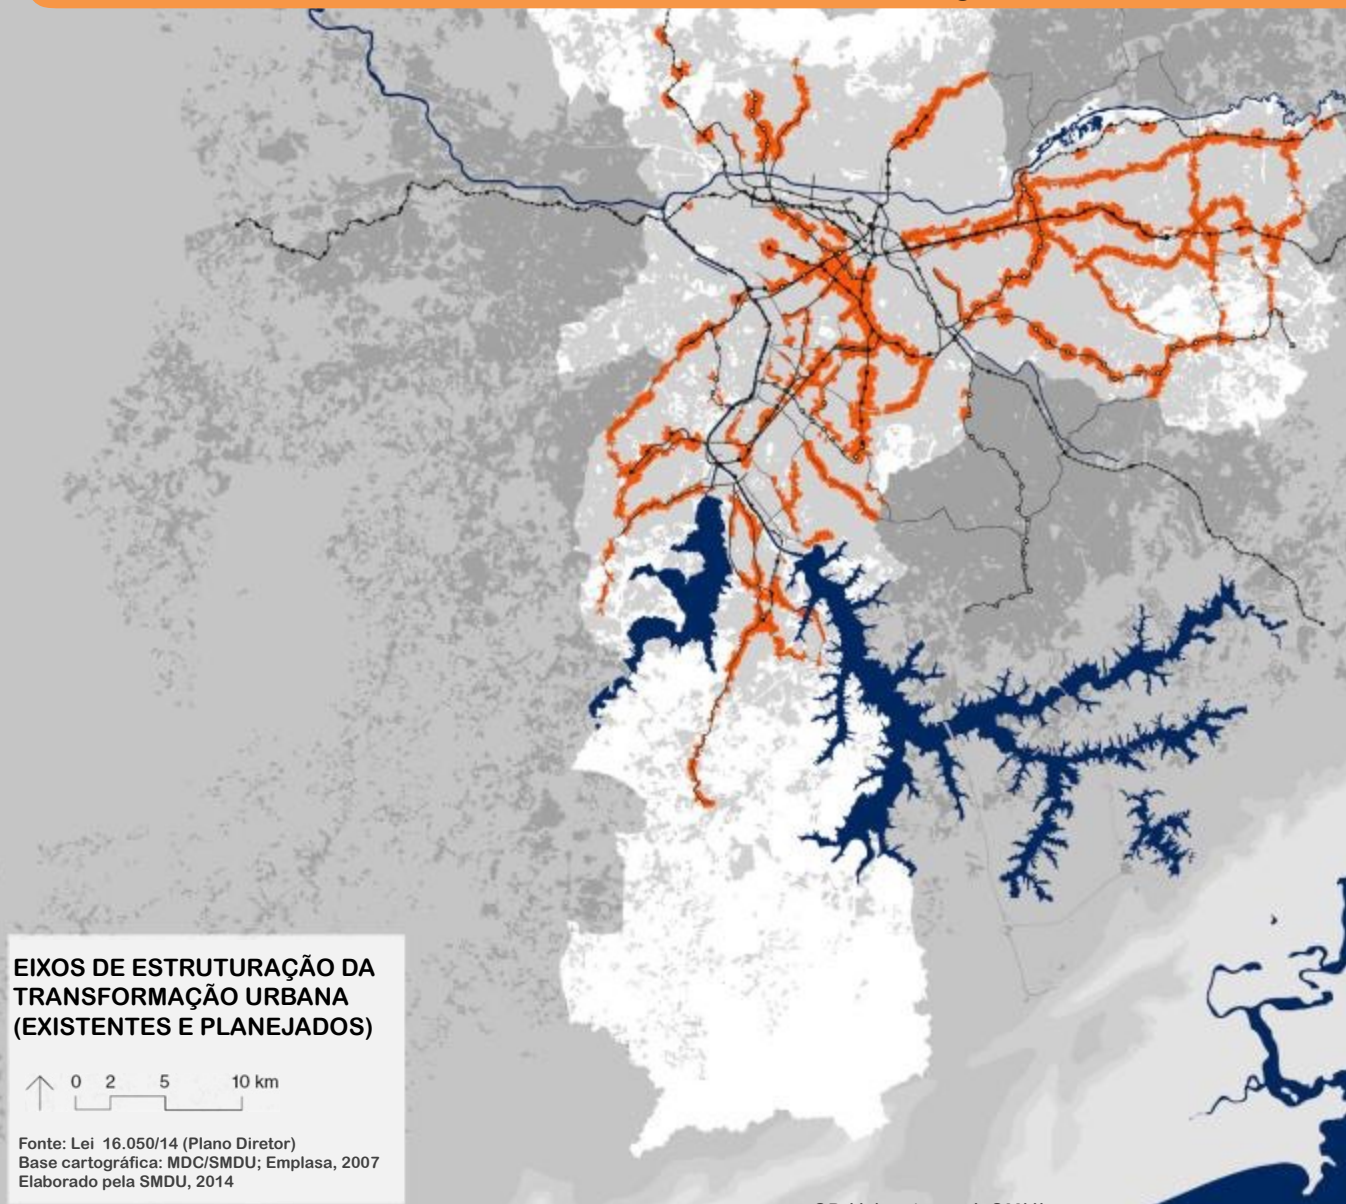 EIXOS DE ESTRUTURAÇÃO DA
TRANSFORMAÇÃO URBANA
(EXISTENTES E PLANEJADOS)
0 2 5 10 km
Fonte: Lei 16.050/14 (Plano Diretor)
Base cartográfica: MDC/SMDU; Emplasa, 2007
Elaborado pela SMDU, 2014